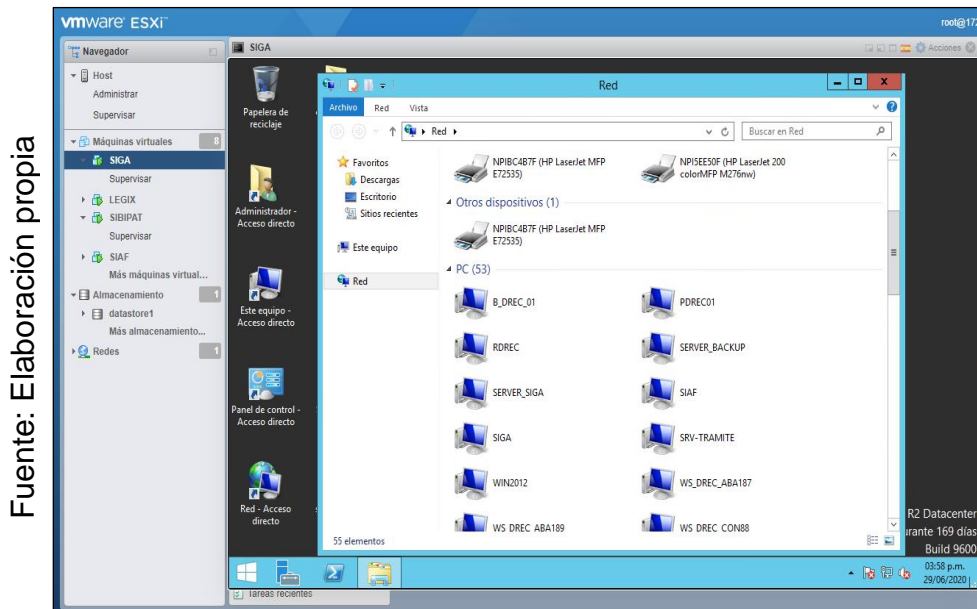 Fuente: Elaboración propia
vmware ESXi
root@172
Navegador
Host
Administrar
Supervisar
Máquinas virtuales 8
SIGA
Supervisar
LEGIX
SIBIPAT
Supervisar
SIAF
Más máquinas virtual...
Almacenamiento 1
datastore1
Más almacenamiento...
Redes 1
SIGA
Acciones
Papelera de
reciclaje
Administrador -
Acceso directo
Este equipo -
Acceso directo
Panel de control -
Acceso directo
Red - Acceso
directo
Red
Archivo Red Vista
Red
Buscar en Red
Favoritos
Descargas
Escritorio
Sitios recientes
Este equipo
Red
NPIBC4B7F (HP LaserJet MFP
E72535)
NPI5EE50F (HP LaserJet 200
colorMFP M276nw)
Otros dispositivos (1)
NPIBC4B7F (HP LaserJet MFP
E72535)
PC (53)
B_DREC_01
PDREC01
RDREC
SERVER_BACKUP
SERVER_SIGA
SIAF
SIGA
SRV-TRAMITE
WIN2012
WS_DREC_ABA187
WS_DREC_ABA189
WS_DREC_CON88
55 elementos
R2 Datacenter
urante 169 días
Build 9600
03:58 p.m.
29/06/2020
Tareas recientes